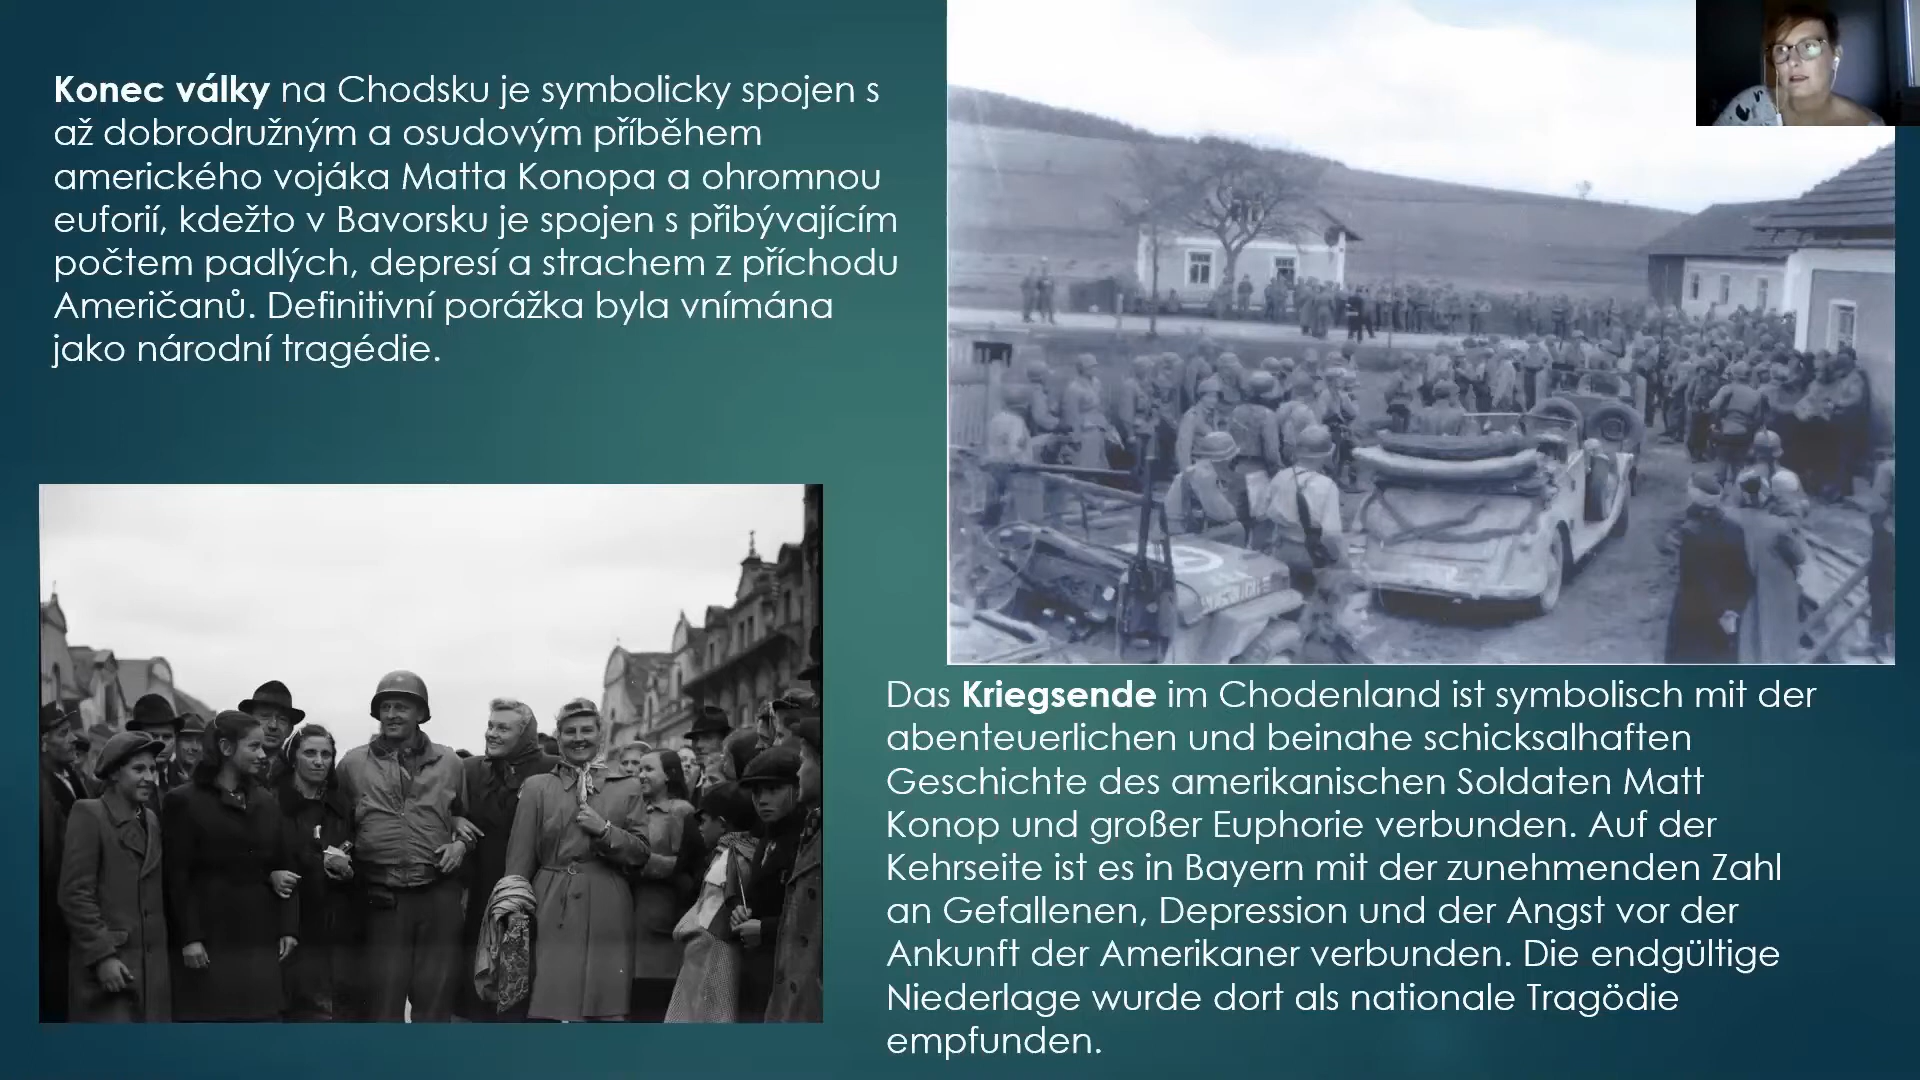 Konec války na Chodsku je symbolicky spojen s
až dobrodružným a osudovým příběhem
amerického vojáka Matta Konopa a ohromnou
euforií, kdežto v Bavorsku je spojen s přibývajícím
počtem padlých, depresí a strachem z příchodu
Američanů. Definitivní porážka byla vnímána
jako národní tragédie.
Das Kriegsende im Chodenland ist symbolisch mit der
abenteuerlichen und beinahe schicksalhaften
Geschichte des amerikanischen Soldaten Matt
Konop und großer Euphorie verbunden. Auf der
Kehrseite ist es in Bayern mit der zunehmenden Zahl
an Gefallenen, Depression und der Angst vor der
Ankunft der Amerikaner verbunden. Die endgültige
Niederlage wurde dort als nationale Tragödie
empfunden.